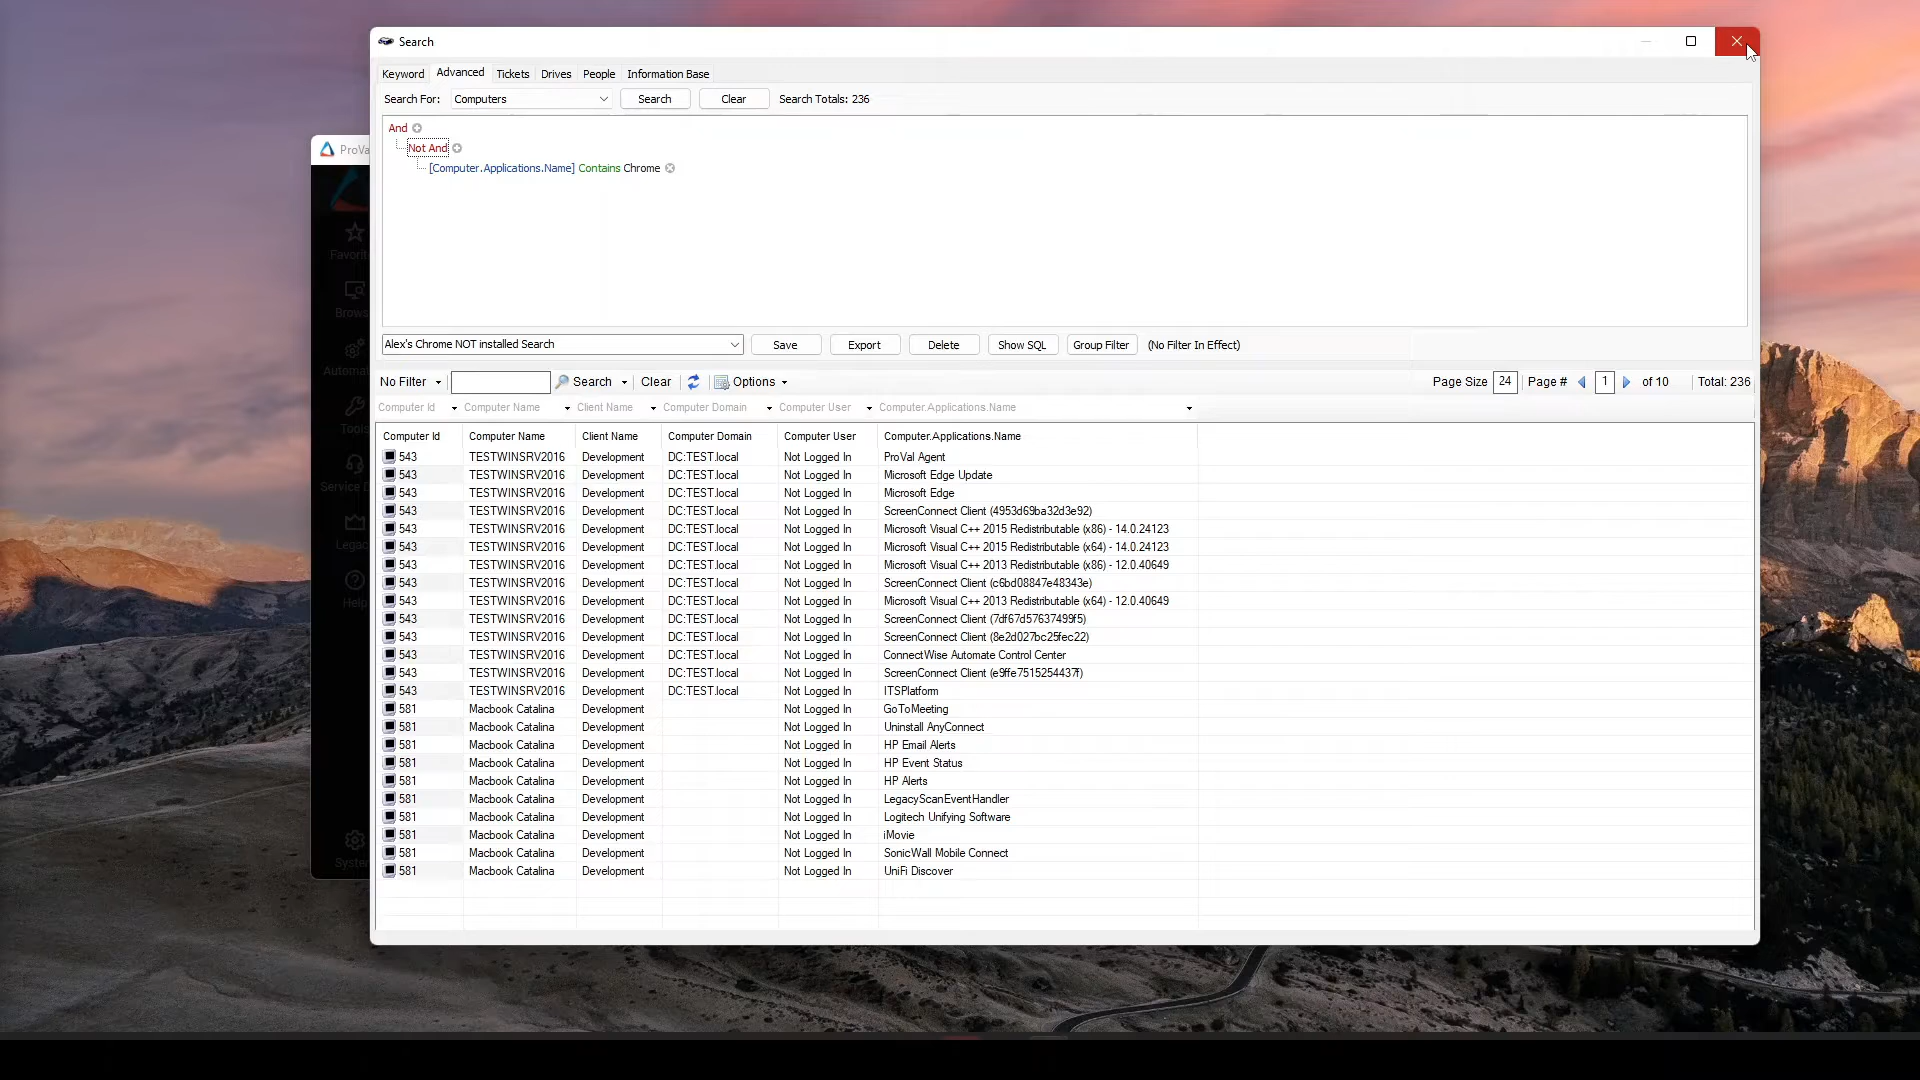 Search
Keyword Advanced Tickets Drives People Information Base
Search For: Computers Search Clear Search Totals: 236
And
Not And
[Computer.Applications.Name] Contains Chrome
ProVa
Favorit
Brows
Automa
Tools
Service D
Legac
Help
System
Alex's Chrome NOT installed Search Save Export Delete Show SQL Group Filter (No Filter In Effect)
No Filter Search Clear Options Page Size 24 Page # 1 of 10 Total: 236
Computer Id Computer Name Client Name Computer Domain Computer User Computer.Applications.Name
Computer Id Computer Name Client Name Computer Domain Computer User Computer.Applications.Name
543 TESTWINSRV2016 Development DC:TEST.local Not Logged In ProVal Agent
543 TESTWINSRV2016 Development DC:TEST.local Not Logged In Microsoft Edge Update
543 TESTWINSRV2016 Development DC:TEST.local Not Logged In Microsoft Edge
543 TESTWINSRV2016 Development DC:TEST.local Not Logged In ScreenConnect Client (4953d69ba32d3e92)
543 TESTWINSRV2016 Development DC:TEST.local Not Logged In Microsoft Visual C++ 2015 Redistributable (x86) - 14.0.24123
543 TESTWINSRV2016 Development DC:TEST.local Not Logged In Microsoft Visual C++ 2015 Redistributable (x64) - 14.0.24123
543 TESTWINSRV2016 Development DC:TEST.local Not Logged In Microsoft Visual C++ 2013 Redistributable (x86) - 12.0.40649
543 TESTWINSRV2016 Development DC:TEST.local Not Logged In ScreenConnect Client (c6bd08847e48343e)
543 TESTWINSRV2016 Development DC:TEST.local Not Logged In Microsoft Visual C++ 2013 Redistributable (x64) - 12.0.40649
543 TESTWINSRV2016 Development DC:TEST.local Not Logged In ScreenConnect Client (7df67d57637499f5)
543 TESTWINSRV2016 Development DC:TEST.local Not Logged In ScreenConnect Client (8e2d027bc25fec22)
543 TESTWINSRV2016 Development DC:TEST.local Not Logged In ConnectWise Automate Control Center
543 TESTWINSRV2016 Development DC:TEST.local Not Logged In ScreenConnect Client (e9ffe7515254437f)
543 TESTWINSRV2016 Development DC:TEST.local Not Logged In ITSPlatform
581 Macbook Catalina Development Not Logged In GoToMeeting
581 Macbook Catalina Development Not Logged In Uninstall AnyConnect
581 Macbook Catalina Development Not Logged In HP Email Alerts
581 Macbook Catalina Development Not Logged In HP Event Status
581 Macbook Catalina Development Not Logged In HP Alerts
581 Macbook Catalina Development Not Logged In LegacyScanEventHandler
581 Macbook Catalina Development Not Logged In Logitech Unifying Software
581 Macbook Catalina Development Not Logged In iMovie
581 Macbook Catalina Development Not Logged In SonicWall Mobile Connect
581 Macbook Catalina Development Not Logged In UniFi Discover